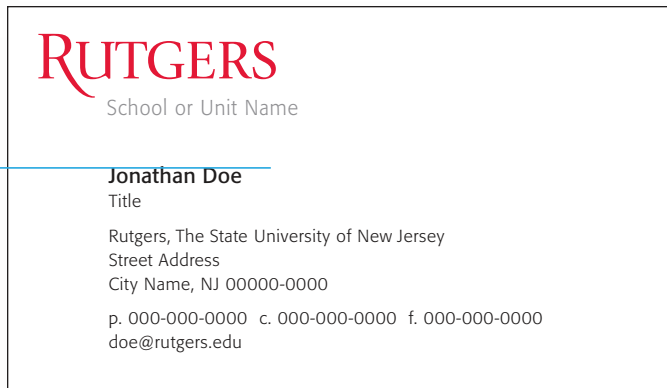 RUTGERS
School or Unit Name
Jonathan Doe
Title
Rutgers, The State University of New Jersey
Street Address
City Name, NJ 00000-0000
p. 000-000-0000 c. 000-000-0000 f. 000-000-0000
doe@rutgers.edu